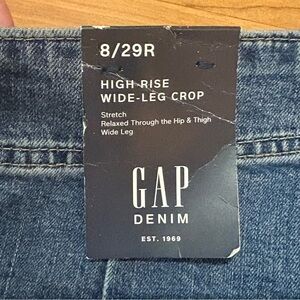 8/29R
HIGH RISE
WIDE-LEG CROP
Stretch
Relaxed Through the Hip & Thigh
Wide Leg
GAP
DENIM
EST. 1969